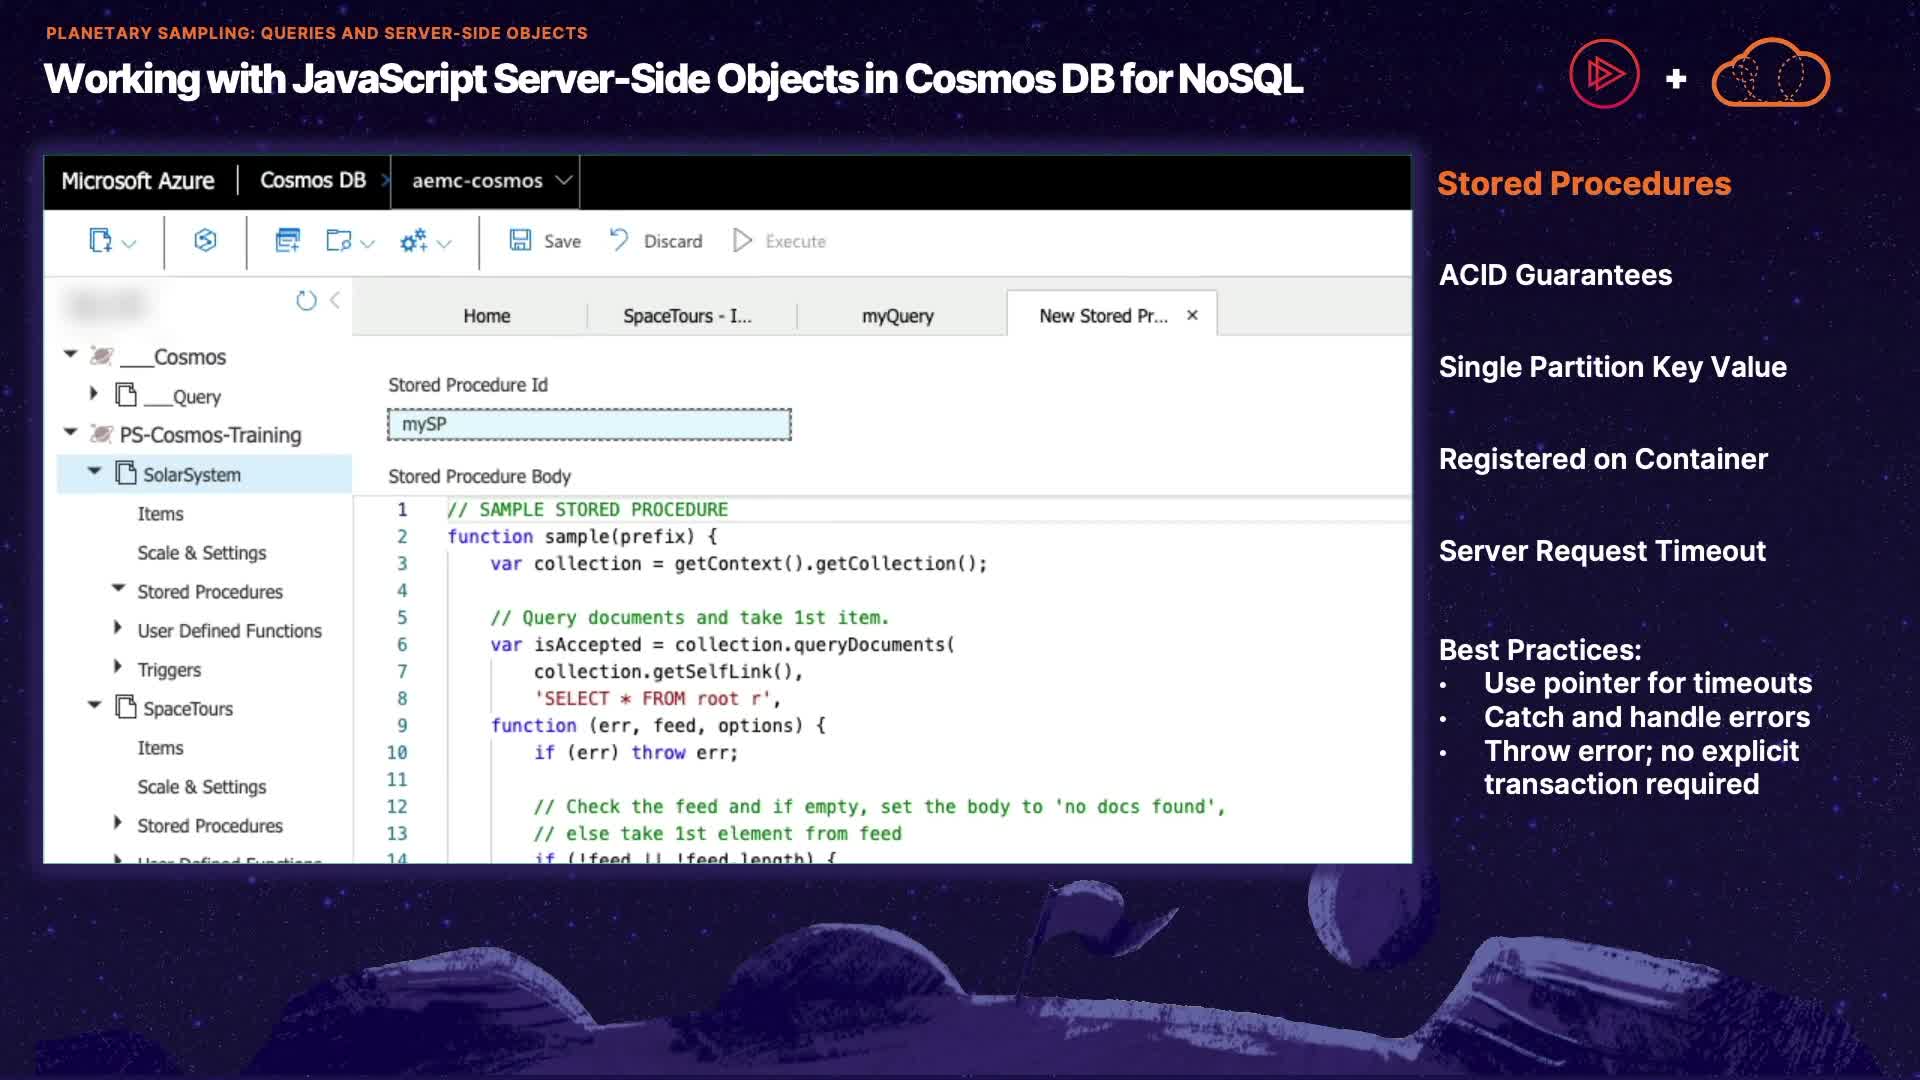 PLANETARY SAMPLING: QUERIES AND SERVER-SIDE OBJECTS
Working with JavaScript Server-Side Objects in Cosmos DB for NoSQL
+
Microsoft Azure
Cosmos DB
aemc-cosmos
Save
Discard
Execute
Home
SpaceTours - I...
myQuery
New Stored Pr...
___Cosmos
___Query
PS-Cosmos-Training
SolarSystem
Items
Scale & Settings
Stored Procedures
User Defined Functions
Triggers
SpaceTours
Items
Scale & Settings
Stored Procedures
User Defined Functions
Stored Procedure Id
mySP
Stored Procedure Body
1 // SAMPLE STORED PROCEDURE
2 function sample(prefix) {
3 var collection = getContext().getCollection();
4
5 // Query documents and take 1st item.
6 var isAccepted = collection.queryDocuments(
7 collection.getSelfLink(),
8 'SELECT * FROM root r',
9 function (err, feed, options) {
10 if (err) throw err;
11
12 // Check the feed and if empty, set the body to 'no docs found',
13 // else take 1st element from feed
14 if (!feed || !feed.length) {
Stored Procedures
ACID Guarantees
Single Partition Key Value
Registered on Container
Server Request Timeout
Best Practices:
• Use pointer for timeouts
• Catch and handle errors
• Throw error; no explicit
transaction required